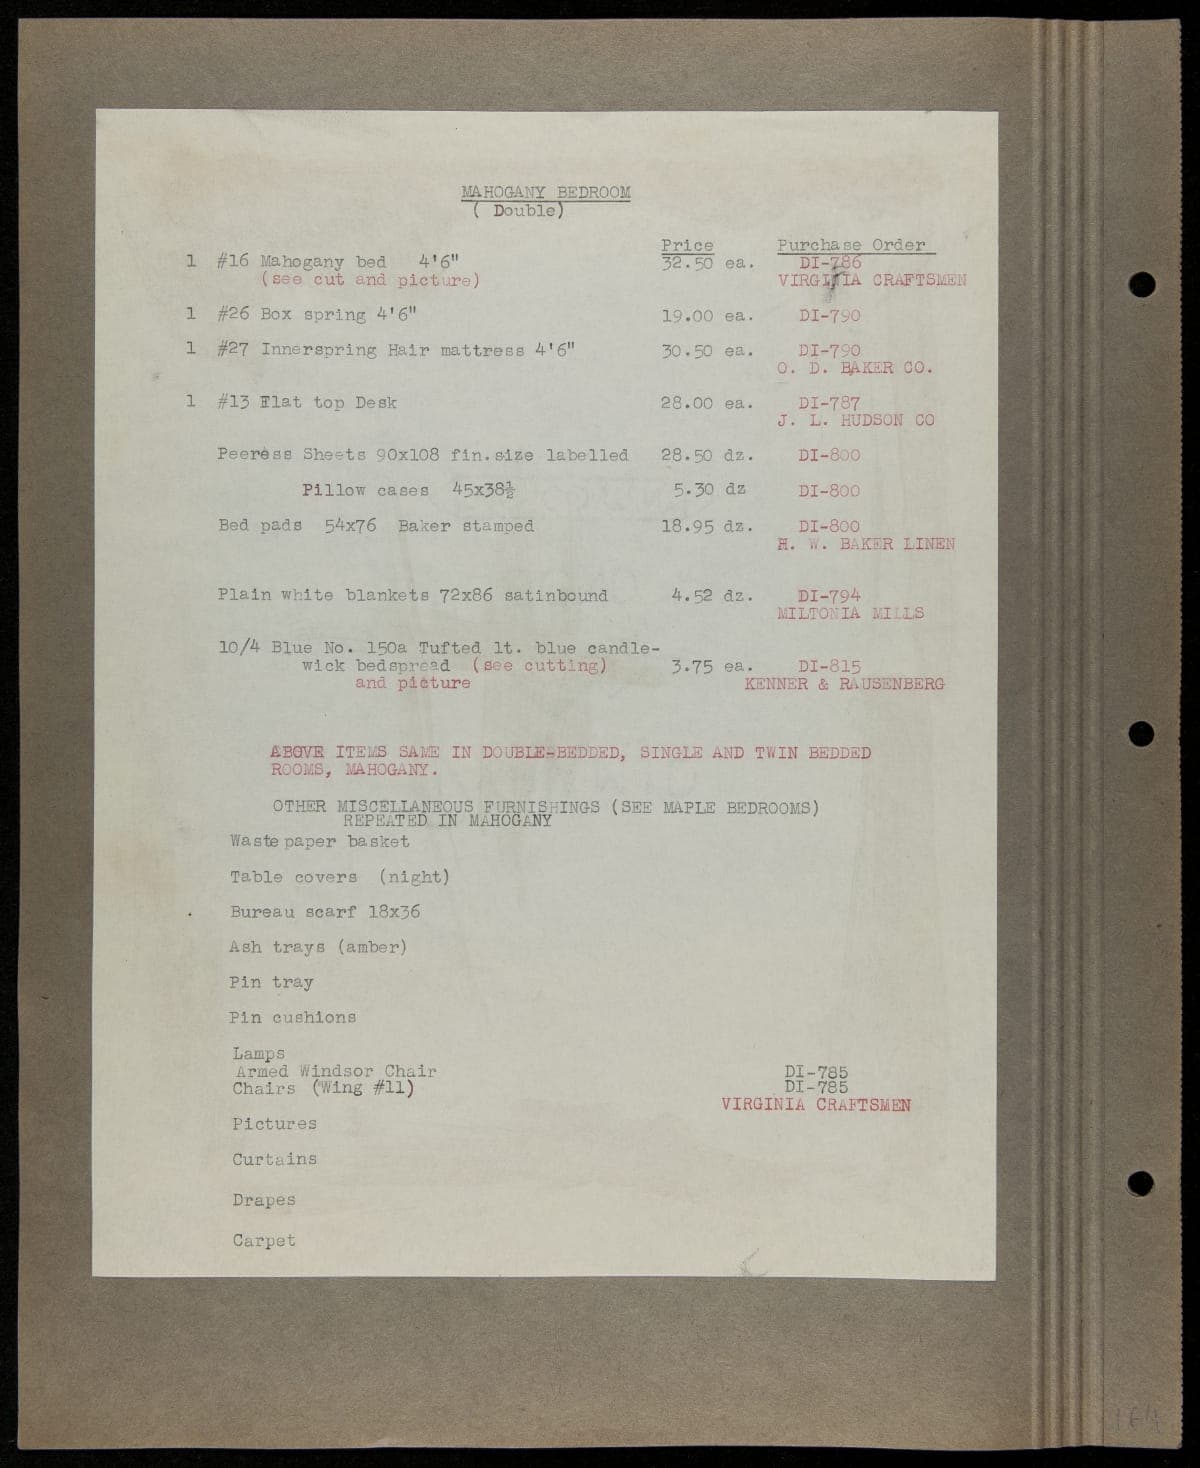 MAHOGANY BEDROOM
( Double)
Price Purchase Order
1 #16 Mahogany bed 4'6" 32.50 ea. DI-786
(see cut and picture) VIRGINIA CRAFTSMEN
1 #26 Box spring 4'6" 19.00 ea. DI-790
1 #27 Innerspring Hair mattress 4'6" 30.50 ea. DI-790
O. D. BAKER CO.
1 #13 Flat top Desk 28.00 ea. DI-787
J. L. HUDSON CO
Peeress Sheets 90x108 fin.size labelled 28.50 dz. DI-800
Pillow cases 45x38½ 5.30 dz DI-800
Bed pads 54x76 Baker stamped 18.95 dz. DI-800
H. W. BAKER LINEN
Plain white blankets 72x86 satinbound 4.52 dz. DI-794
MILTONIA MILLS
10/4 Blue No. 150a Tufted lt. blue candle-
wick bedspread (see cutting) 3.75 ea. DI-815
and picture KENNER & RAUSENBERG
ABOVE ITEMS SAME IN DOUBLE-BEDDED, SINGLE AND TWIN BEDDED
ROOMS, MAHOGANY.
OTHER MISCELLANEOUS FURNISHINGS (SEE MAPLE BEDROOMS)
REPEATED IN MAHOGANY
Waste paper basket
Table covers (night)
Bureau scarf 18x36
Ash trays (amber)
Pin tray
Pin cushions
Lamps
Armed Windsor Chair DI-785
Chairs (Wing #11) DI-785
VIRGINIA CRAFTSMEN
Pictures
Curtains
Drapes
Carpet